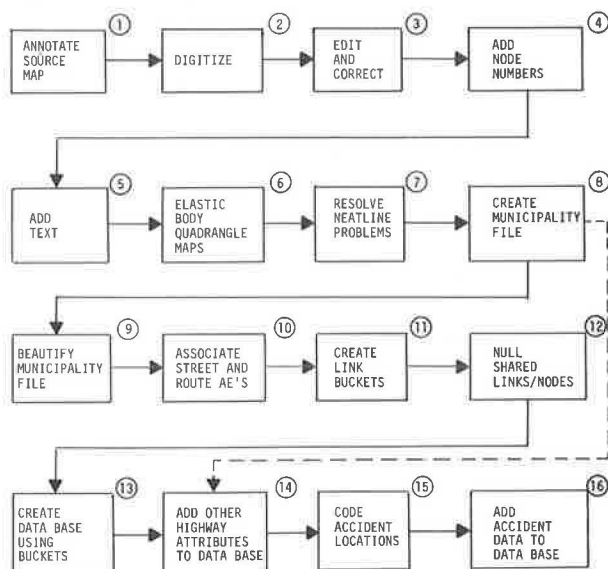 1
ANNOTATE
SOURCE
MAP
2
DIGITIZE
3
EDIT
AND
CORRECT
4
ADD
NODE
NUMBERS
5
ADD
TEXT
6
ELASTIC
BODY
QUADRANGLE
MAPS
7
RESOLVE
NEATLINE
PROBLEMS
8
CREATE
MUNICIPALITY
FILE
9
BEAUTIFY
MUNICIPALITY
FILE
10
ASSOCIATE
STREET AND
ROUTE AE'S
11
CREATE
LINK
BUCKETS
12
NULL
SHARED
LINKS/NODES
13
CREATE
DATA BASE
USING
BUCKETS
14
ADD OTHER
HIGHWAY
ATTRIBUTES
TO DATA BASE
15
CODE
ACCIDENT
LOCATIONS
16
ADD
ACCIDENT
DATA TO
DATA BASE